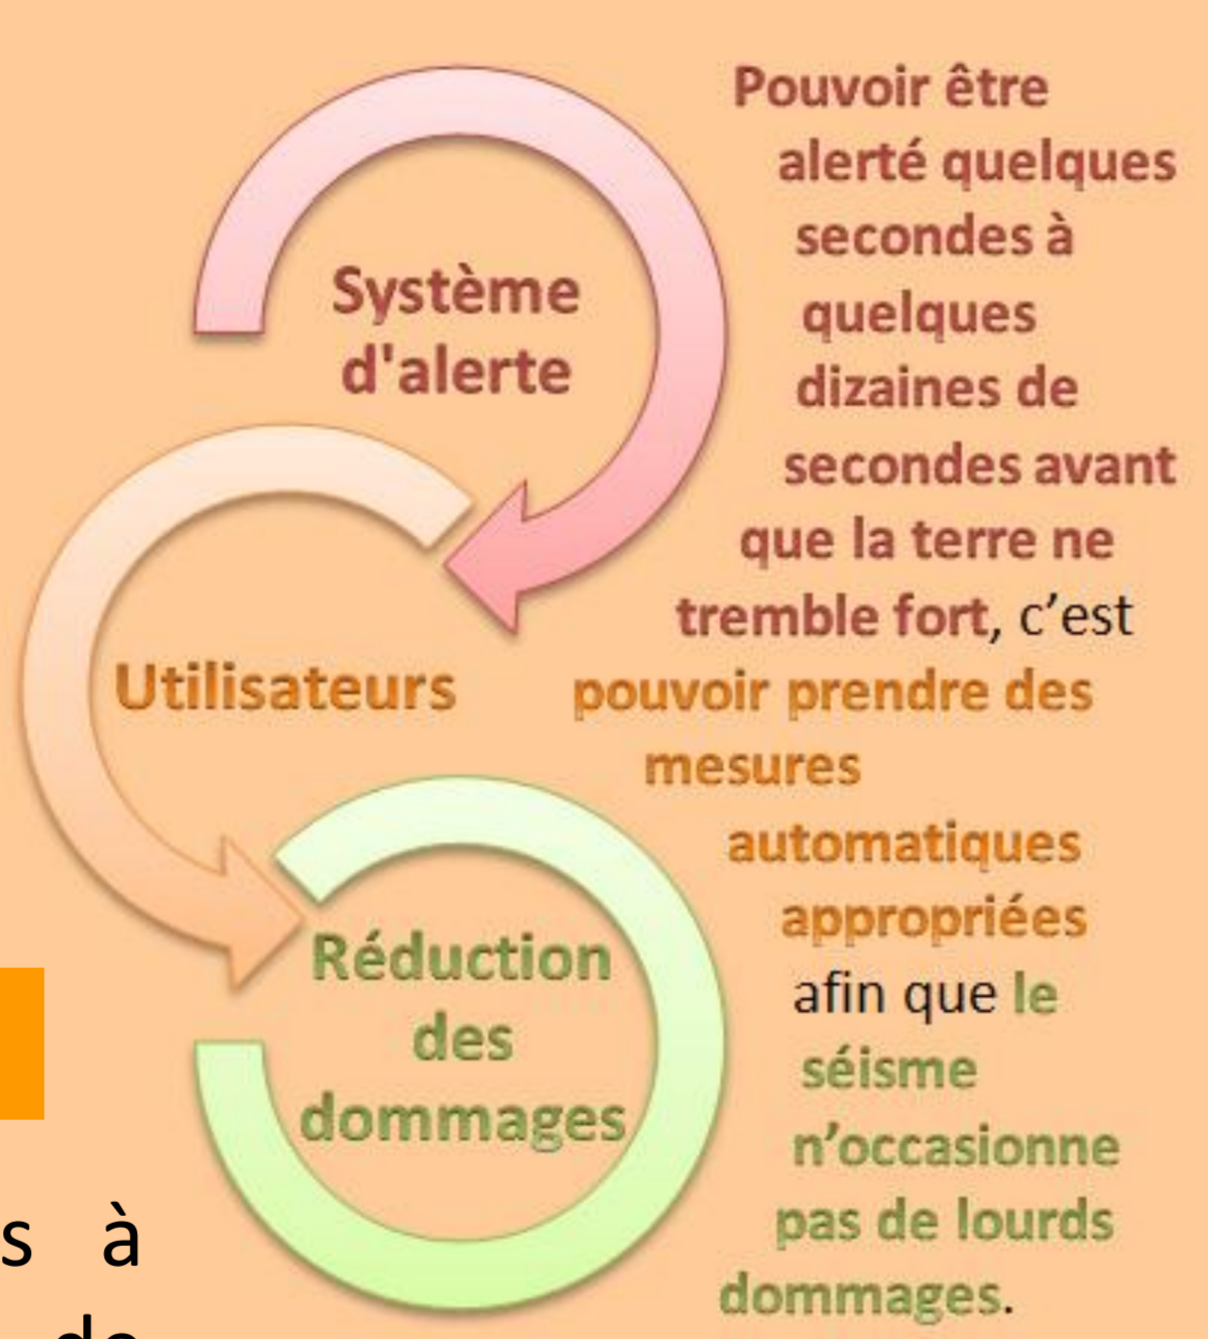 Système
d'alerte
Utilisateurs
Réduction
des
dommages
Pouvoir être
alerté quelques
secondes à
quelques
dizaines de
secondes avant
que la terre ne
tremble fort, c’est
pouvoir prendre des
mesures
automatiques
appropriées
afin que le
séisme
n’occasionne
pas de lourds
dommages.
s à